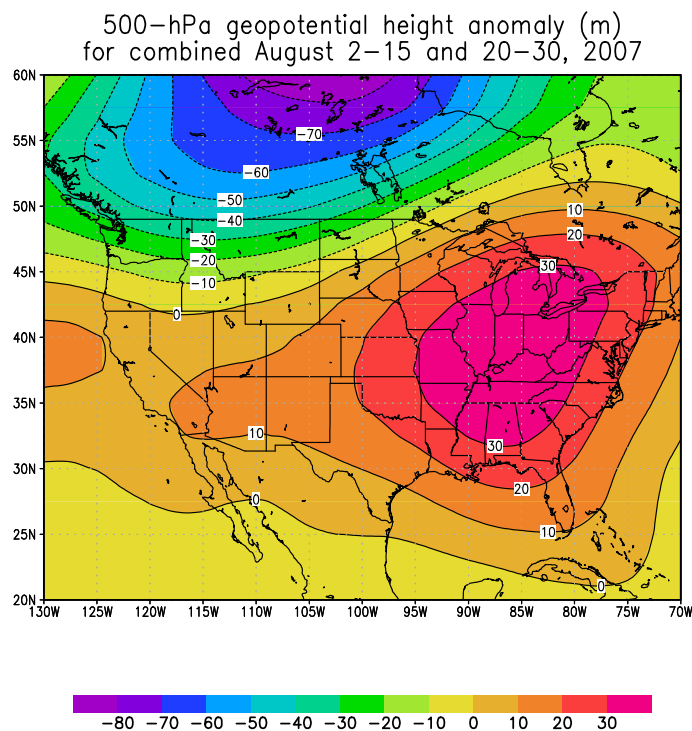 500-hPa geopotential height anomaly (m)
for combined August 2-15 and 20-30, 2007
60N
-70
55N
-60
-50
50N
10
-40
20
-30
-20
30
45N
-10
0
40N
35N
10
30
30N
20
0
25N
10
0
20N
130W 125W 120W 115W 110W 105W 100W 95W 90W 85W 80W 75W 70W
-80 -70 -60 -50 -40 -30 -20 -10 0 10 20 30